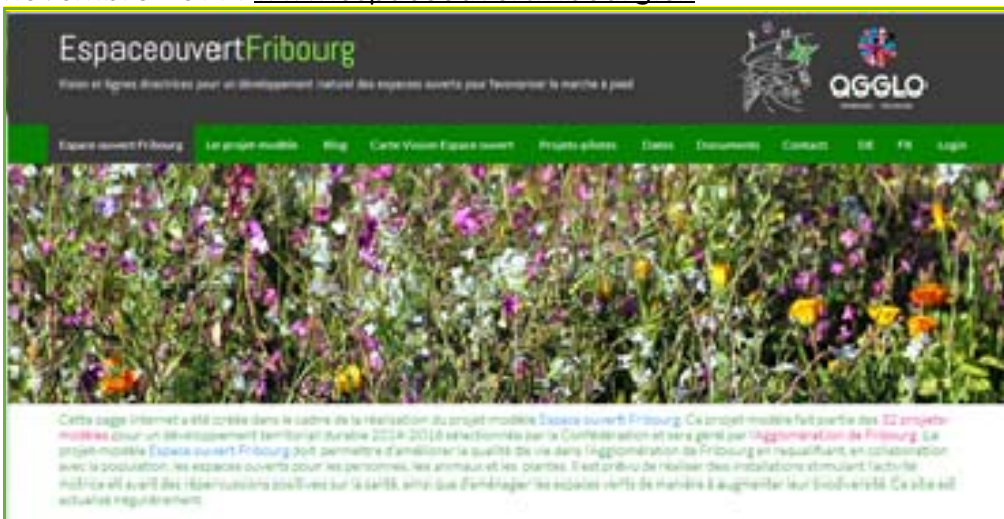 EspaceouvertFribourg
Vision et lignes directrices pour un développement naturel des espaces ouverts pour favoriser la marche à pied
AGGLO
Espace ouvert Fribourg Le projet-modèle Blog Carte Vision Espace ouvert Projets-pilotes Dates Documents Contact DE FR Login
Cette page internet a été créée dans le cadre de la réalisation du projet modèle Espace ouvert Fribourg. Ce projet-modèle fait partie des 32 projets-
modèles pour un développement territorial durable 2014-2018 sélectionnés par la Confédération et sera géré par l'Agglomération de Fribourg. Le
projet-modèle Espace ouvert Fribourg doit permettre d'améliorer la qualité de vie dans l'Agglomération de Fribourg en requalifiant, en collaboration
avec la population, les espaces ouverts pour les personnes, les animaux et les plantes. Il est prévu de réaliser des installations stimulant l'activité
motrice et ayant des répercussions positives sur la santé, ainsi que d'aménager les espaces verts de manière à augmenter leur biodiversité. Ce site est
actualisé régulièrement.